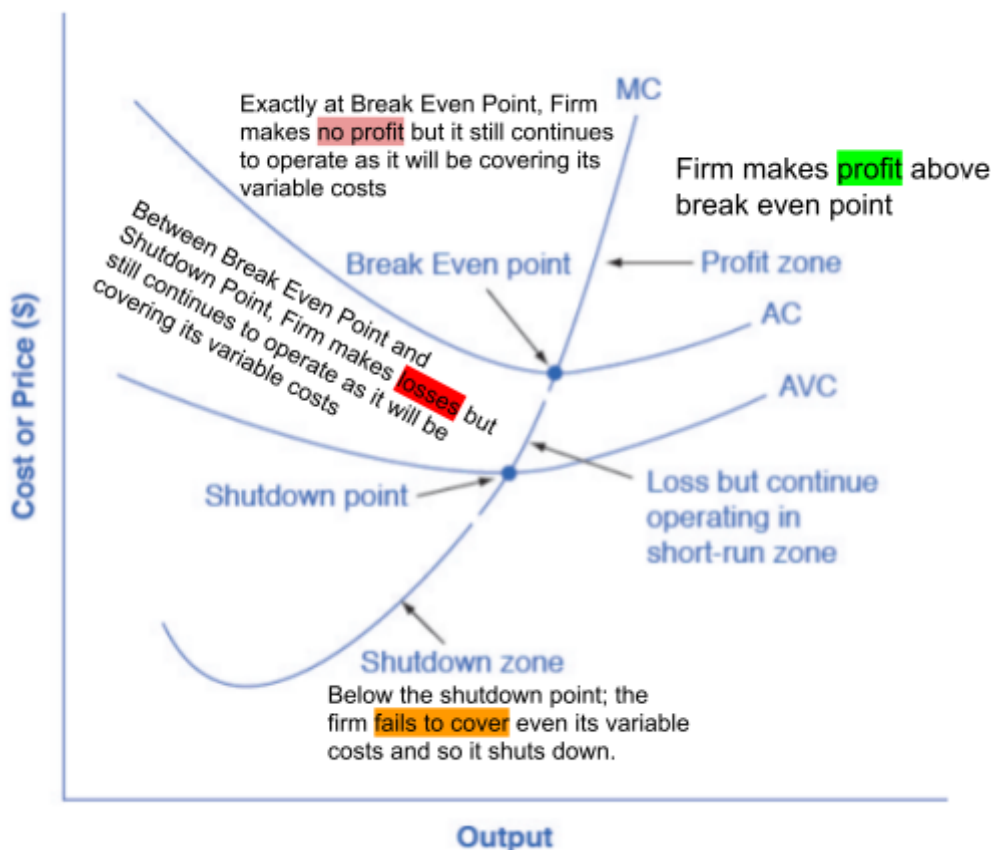 MC
Exactly at Break Even Point, Firm
makes no profit but it still continues
to operate as it will be covering its
variable costs
Firm makes profit above
break even point
Between Break Even Point and
Shutdown Point, Firm makes losses but
still continues to operate as it will be
covering its variable costs
Break Even point
Profit zone
AC
AVC
Cost or Price ($)
Shutdown point
Loss but continue
operating in
short-run zone
Shutdown zone
Below the shutdown point; the
firm fails to cover even its variable
costs and so it shuts down.
Output